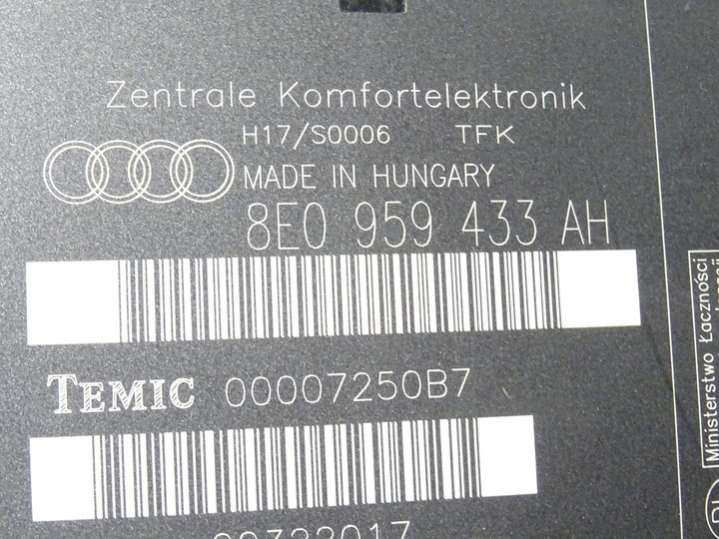 Zentrale Komfortelektronik
H17/S0006 TFK
MADE IN HUNGARY
8E0 959 433 AH
TEMIC 00007250B7
Ministerstwo Łączności